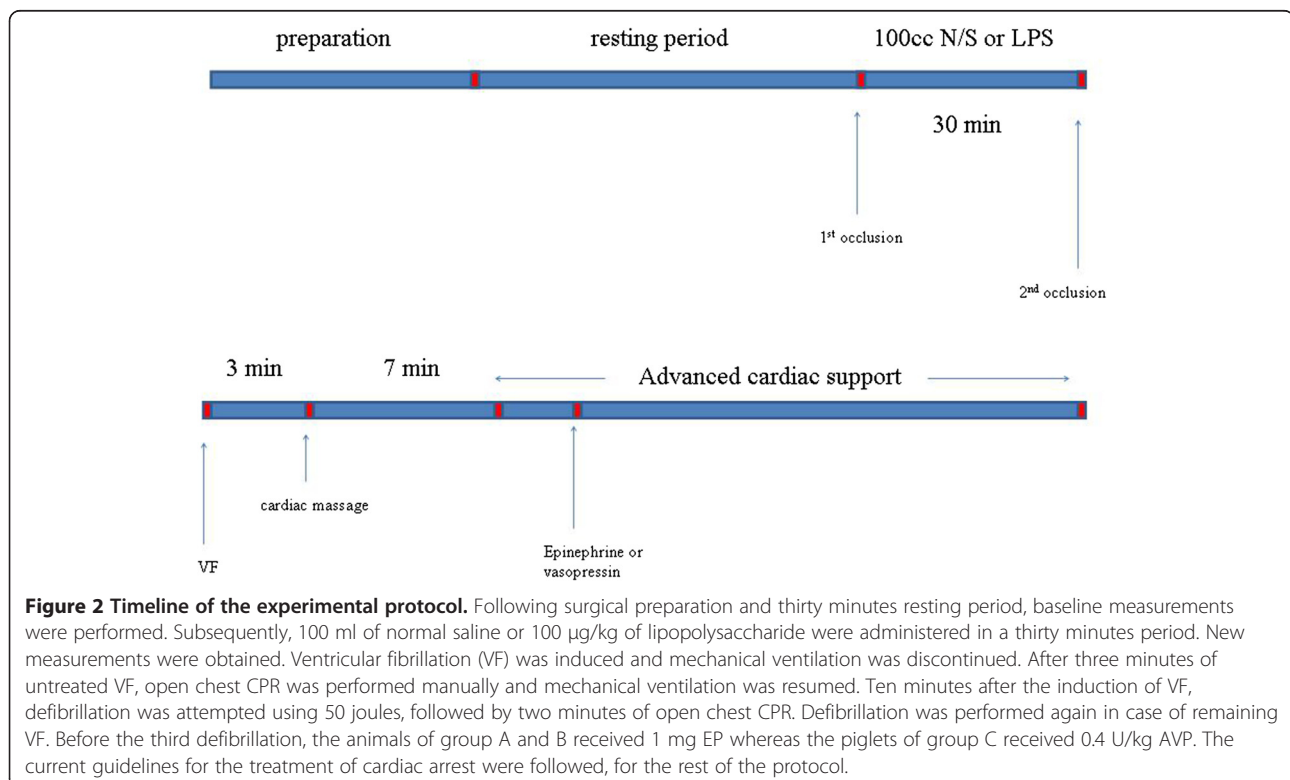 preparation resting period 100cc N/S or LPS
30 min
1st occlusion
2nd occlusion
3 min 7 min Advanced cardiac support
cardiac massage
Epinephrine or
vasopressin
VF
Figure 2 Timeline of the experimental protocol. Following surgical preparation and thirty minutes resting period, baseline measurements
were performed. Subsequently, 100 ml of normal saline or 100 μg/kg of lipopolysaccharide were administered in a thirty minutes period. New
measurements were obtained. Ventricular fibrillation (VF) was induced and mechanical ventilation was discontinued. After three minutes of
untreated VF, open chest CPR was performed manually and mechanical ventilation was resumed. Ten minutes after the induction of VF,
defibrillation was attempted using 50 joules, followed by two minutes of open chest CPR. Defibrillation was performed again in case of remaining
VF. Before the third defibrillation, the animals of group A and B received 1 mg EP whereas the piglets of group C received 0.4 U/kg AVP. The
current guidelines for the treatment of cardiac arrest were followed, for the rest of the protocol.